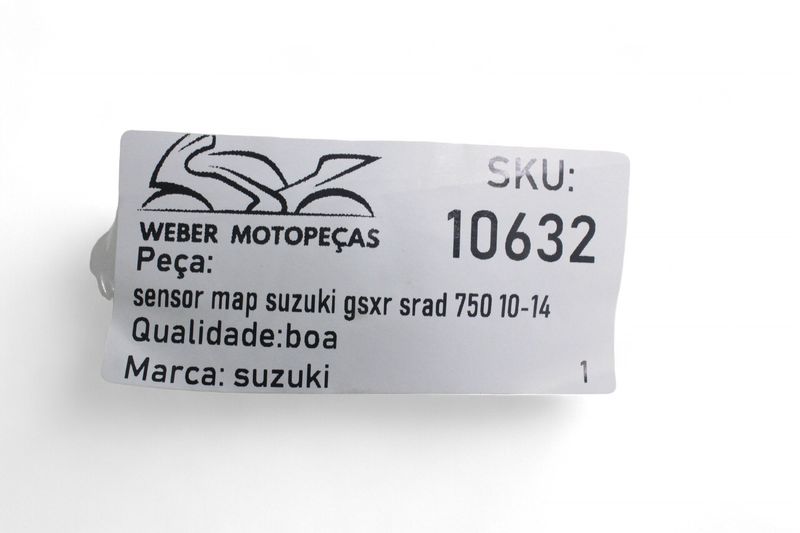 WEBER MOTOPEÇAS
SKU:
10632
Peça:
sensor map suzuki gsxr srad 750 10-14
Qualidade:boa
Marca: suzuki
1